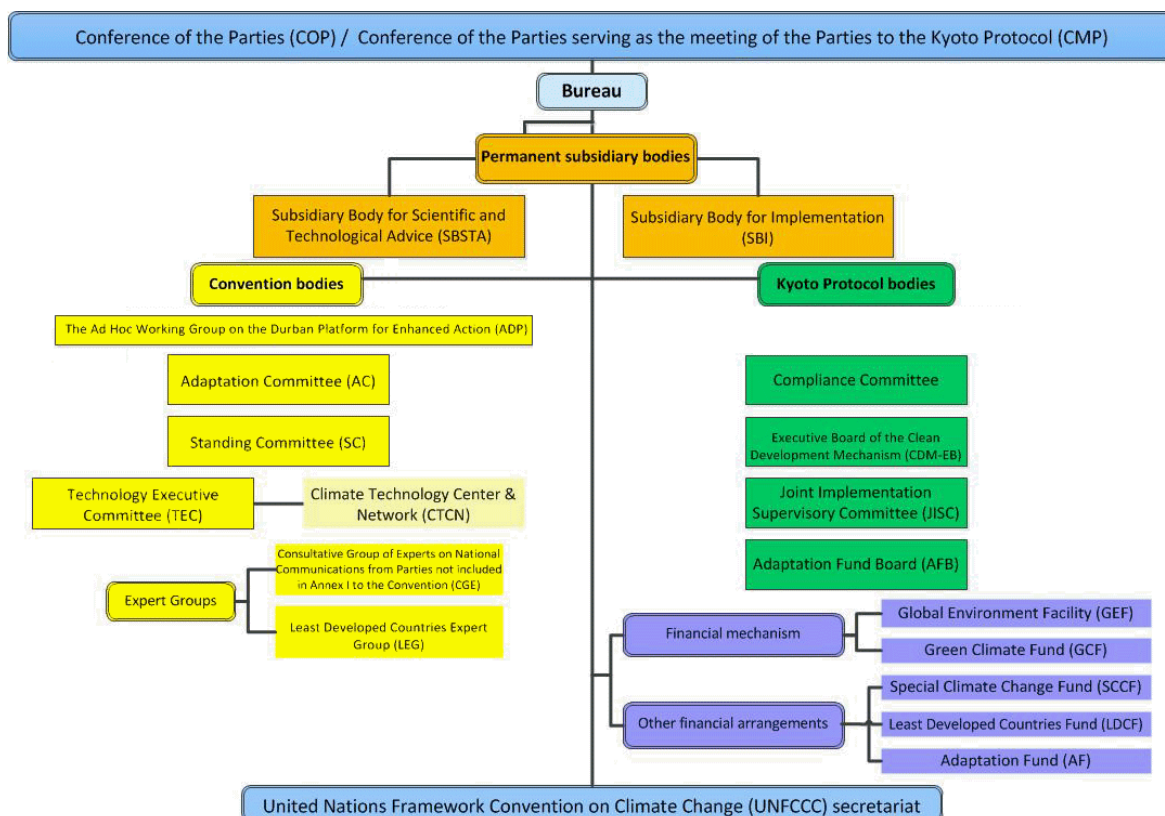 Conference of the Parties (COP) / Conference of the Parties serving as the meeting of the Parties to the Kyoto Protocol (CMP)
Bureau
Permanent subsidiary bodies
Subsidiary Body for Scientific and
Technological Advice (SBSTA)
Subsidiary Body for Implementation
(SBI)
Convention bodies
Kyoto Protocol bodies
The Ad Hoc Working Group on the Durban Platform for Enhanced Action (ADP)
Adaptation Committee (AC)
Standing Committee (SC)
Technology Executive
Committee (TEC)
Climate Technology Center &
Network (CTCN)
Expert Groups
Consultative Group of Experts on National
Communications from Parties not included
in Annex I to the Convention (CGE)
Least Developed Countries Expert
Group (LEG)
Compliance Committee
Executive Board of the Clean
Development Mechanism (CDM-EB)
Joint Implementation
Supervisory Committee (JISC)
Adaptation Fund Board (AFB)
Financial mechanism
Global Environment Facility (GEF)
Green Climate Fund (GCF)
Other financial arrangements
Special Climate Change Fund (SCCF)
Least Developed Countries Fund (LDCF)
Adaptation Fund (AF)
United Nations Framework Convention on Climate Change (UNFCCC) secretariat